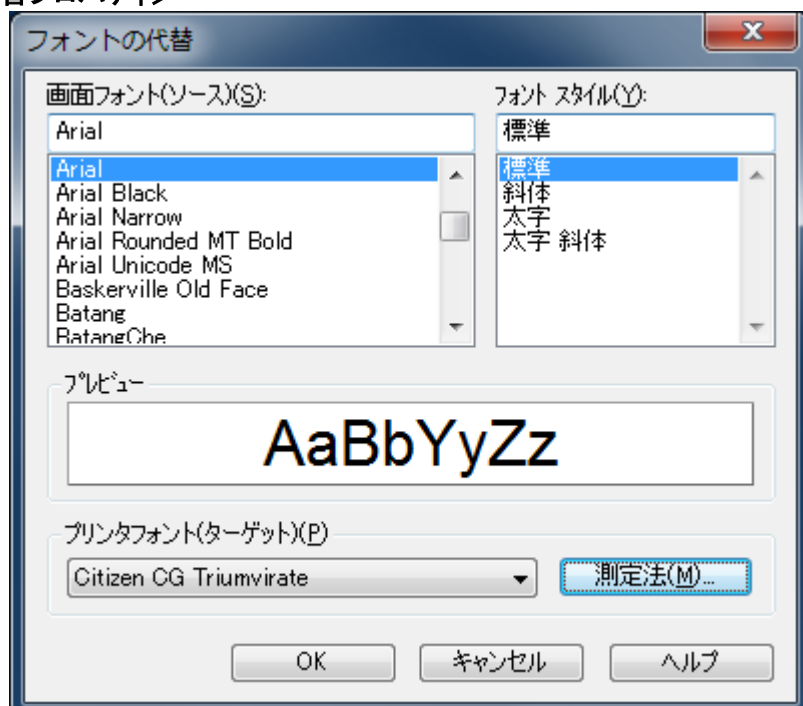 フォントの代替
画面フォント(ソース)(S):
フォント スタイル(Y):
Arial
標準
Arial
Arial Black
Arial Narrow
Arial Rounded MT Bold
Arial Unicode MS
Baskerville Old Face
Batang
BatangChe
標準
斜体
太字
太字 斜体
プレビュー
AaBbYyZz
プリンタフォント(ターゲット)(P)
Citizen CG Triumvirate
測定法(M)...
OK
キャンセル
ヘルプ